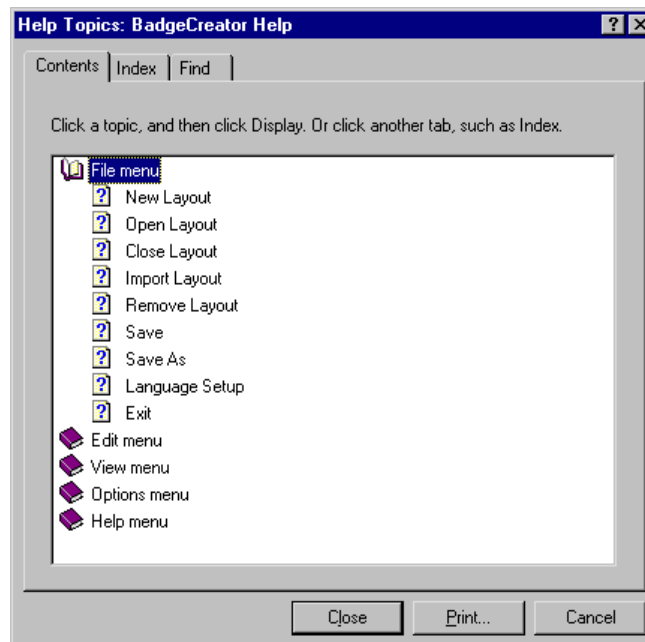 Help Topics: BadgeCreator Help
Contents Index Find
Click a topic, and then click Display. Or click another tab, such as Index.
File menu
New Layout
Open Layout
Close Layout
Import Layout
Remove Layout
Save
Save As
Language Setup
Exit
Edit menu
View menu
Options menu
Help menu
Close Print... Cancel